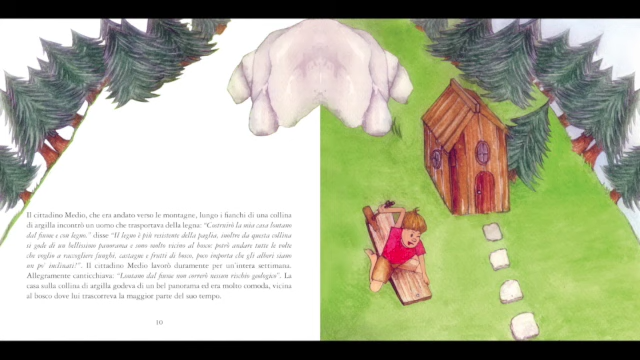 Il cittadino Medio, che era andato verso le montagne, lungo i fianchi di una collina
di argilla incontrò un uomo che trasportava della legna: “Costruirò la mia casa lontano
dal fiume e con legno,” disse “Il legno è più resistente della paglia, inoltre da questa collina
si gode di un bellissimo panorama e sono molto vicino al bosco: potrò andare tutte le volte
che voglio a raccogliere funghi, castagne e frutti di bosco, poco importa che gli alberi siano
un po’ inclinati!”. Il cittadino Medio lavorò duramente per un’intera settimana.
Allegramente canticchiava: “Lontano dal fiume non correrò nessun rischio geologico”. La
casa sulla collina di argilla godeva di un bel panorama ed era molto comoda, vicina
al bosco dove lui trascorreva la maggior parte del suo tempo.
10